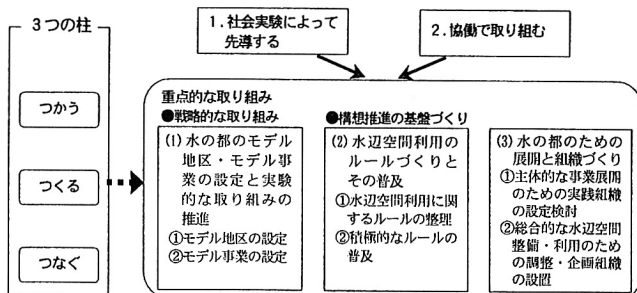 3つの柱
つかう
つくる
つなぐ
1.社会実験によって
先導する
2.協働で取り組む
重点的な取り組み
●戦略的な取り組み
(1) 水の都のモデル
地区・モデル事
業の設定と実験
的な取り組みの
推進
①モデル地区の設定
②モデル事業の設定
●構想推進の基盤づくり
(2) 水辺空間利用の
ルールづくりと
その普及
①水辺空間利用に関
するルールの整理
②積極的なルールの
普及
(3) 水の都のための
展開と組織づくり
①主体的な事業展開
のための実践組織
の設定検討
②総合的な水辺空間
整備・利用のため
の調整・企画組織
の設置